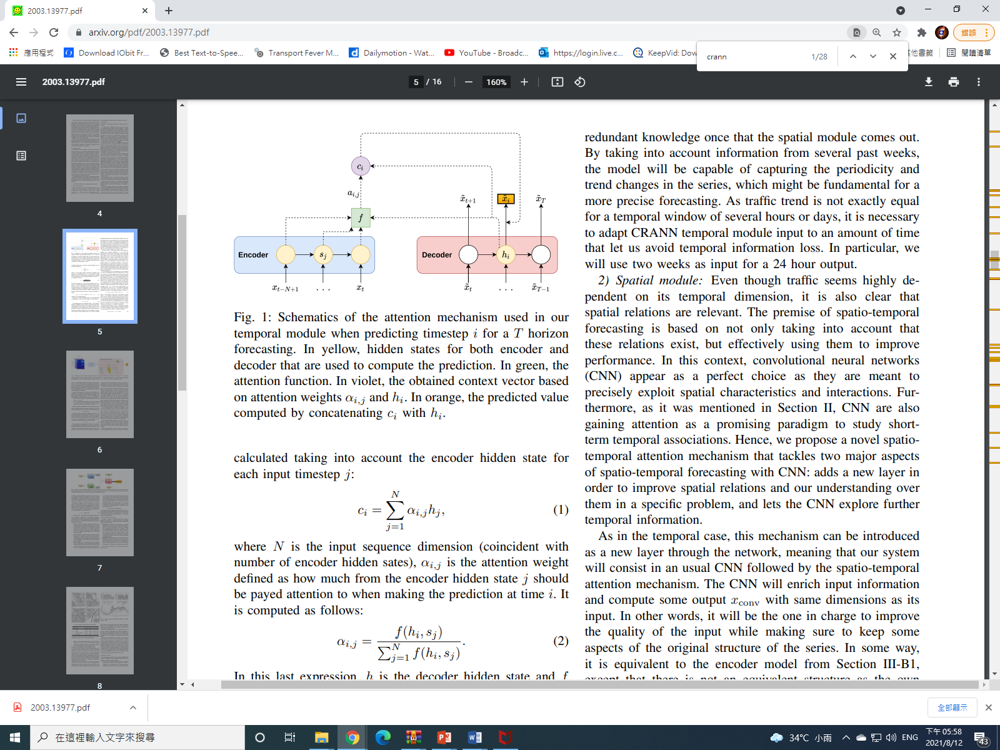 2003.13977.pdf
arxiv.org/pdf/2003.13977.pdf
錯誤
應用程式
Download IObit Fr...
Best Text-to-Spee...
Transport Fever M...
Dailymotion - Wat...
YouTube - Broadc...
https://login.live.c...
KeepVid: Dow
其他書籤
閱讀清單
crann 1/28
2003.13977.pdf
5 / 16
160%
4
5
6
7
8
c_i
a_{i,j}
f
x̃_{t+1} x̃_i x̃_T
Encoder s_j
Decoder h_i
x_{t−N+1} . . . x_t
x̃_t . . . x̃_{T−1}
Fig. 1: Schematics of the attention mechanism used in our
temporal module when predicting timestep i for a T horizon
forecasting. In yellow, hidden states for both encoder and
decoder that are used to compute the prediction. In green, the
attention function. In violet, the obtained context vector based
on attention weights α_{i,j} and h_i. In orange, the predicted value
computed by concatenating c_i with h_i.
calculated taking into account the encoder hidden state for
each input timestep j:
c_i = ∑_{j=1}^{N} α_{i,j}h_j, (1)
where N is the input sequence dimension (coincident with
number of encoder hidden sates), α_{i,j} is the attention weight
defined as how much from the encoder hidden state j should
be payed attention to when making the prediction at time i. It
is computed as follows:
α_{i,j} = f(h_i, s_j) / ∑_{j=1}^{N} f(h_i, s_j). (2)
In this last expression, h is the decoder hidden state and f
redundant knowledge once that the spatial module comes out.
By taking into account information from several past weeks,
the model will be capable of capturing the periodicity and
trend changes in the series, which might be fundamental for a
more precise forecasting. As traffic trend is not exactly equal
for a temporal window of several hours or days, it is necessary
to adapt CRANN temporal module input to an amount of time
that let us avoid temporal information loss. In particular, we
will use two weeks as input for a 24 hour output.
2) Spatial module: Even though traffic seems highly de-
pendent on its temporal dimension, it is also clear that
spatial relations are relevant. The premise of spatio-temporal
forecasting is based on not only taking into account that
these relations exist, but effectively using them to improve
performance. In this context, convolutional neural networks
(CNN) appear as a perfect choice as they are meant to
precisely exploit spatial characteristics and interactions. Fur-
thermore, as it was mentioned in Section II, CNN are also
gaining attention as a promising paradigm to study short-
term temporal associations. Hence, we propose a novel spatio-
temporal attention mechanism that tackles two major aspects
of spatio-temporal forecasting with CNN: adds a new layer in
order to improve spatial relations and our understanding over
them in a specific problem, and lets the CNN explore further
temporal information.
As in the temporal case, this mechanism can be introduced
as a new layer through the network, meaning that our system
will consist in an usual CNN followed by the spatio-temporal
attention mechanism. The CNN will enrich input information
and compute some output x_conv with same dimensions as its
input. In other words, it will be the one in charge to improve
the quality of the input while making sure to keep some
aspects of the original structure of the series. In some way,
it is equivalent to the encoder model from Section III-B1,
except that there is not an equivalent structure as the own
2003.13977.pdf
全部顯示
在這裡輸入文字來搜尋
34°C 小雨
ENG
下午 05:58
2021/8/12
43